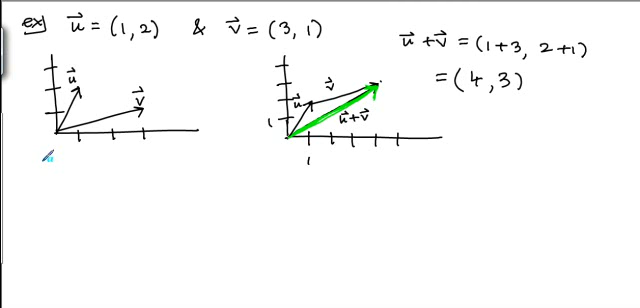 ex) u⃗ = (1,2) & v⃗ = (3,1)
u⃗ + v⃗ = (1+3, 2+1)
= (4,3)
u⃗
v⃗
u⃗
v⃗
u⃗+v⃗
1
1